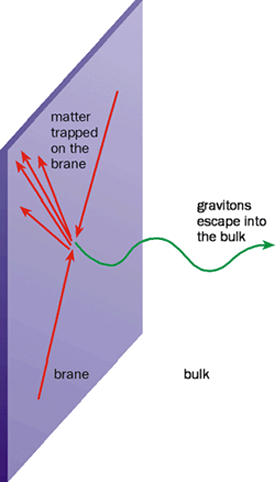 matter
trapped
on the
brane
gravitons
escape into
the bulk
brane
bulk